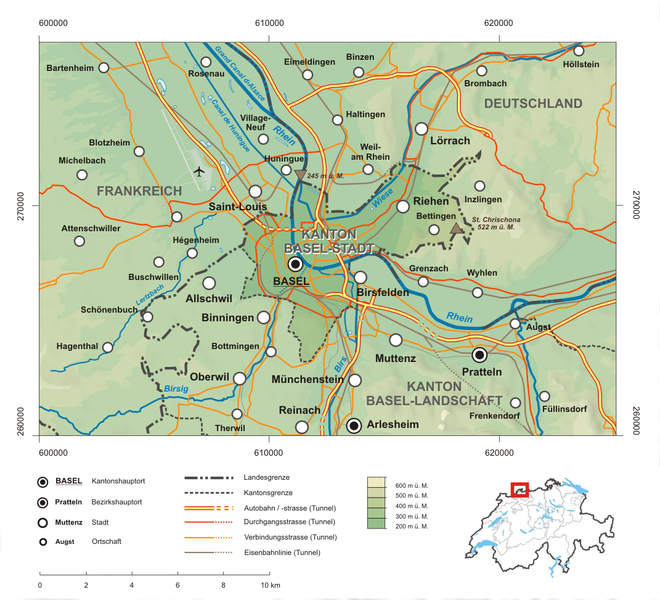 600000
610000
620000
Bartenheim
Rosenau
Grand Canal d'Alsace
Eimeldingen
Binzen
Höllstein
Brombach
DEUTSCHLAND
Canal de Huningue
Village-
Neuf
Rhein
Haltingen
Lörrach
Blotzheim
Michelbach
Huningue
Weil-
am Rhein
245 m ü. M.
FRANKREICH
Saint-Louis
Wiese
Riehen
Inzlingen
Bettingen
St. Chrischona
522 m ü. M.
270000
270000
Attenschwiller
Hégenheim
KANTON
BASEL-STADT
Buschwillen
BASEL
Grenzach
Wyhlen
Lertzbach
Allschwil
Birsfelden
Schönenbuch
Binningen
Rhein
Augst
Hagenthal
Bottmingen
Birs
Muttenz
Pratteln
Oberwil
Münchenstein
KANTON
BASEL-LANDSCHAFT
Birsig
Reinach
Therwil
Arlesheim
Frenkendorf
Füllinsdorf
260000
260000
600000
610000
620000
BASEL Kantonshauptort
Pratteln Bezirkshauptort
Muttenz Stadt
Augst Ortschaft
Landesgrenze
Kantonsgrenze
Autobahn / -strasse (Tunnel)
Durchgangsstrasse (Tunnel)
Verbindungsstrasse (Tunnel)
Eisenbahnlinie (Tunnel)
600 m ü. M.
500 m ü. M.
400 m ü. M.
300 m ü. M.
200 m ü. M.
0 2 4 6 8 10 km